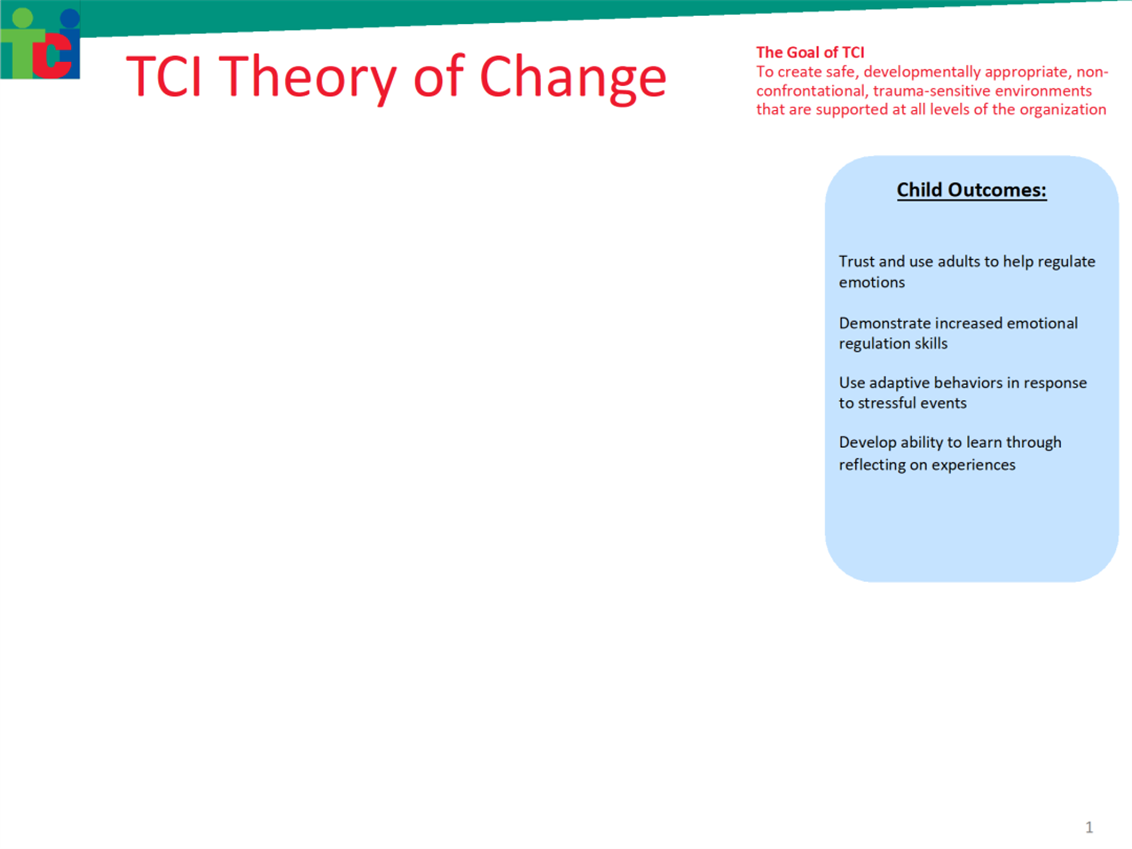 TCI
TCI Theory of Change
The Goal of TCI
To create safe, developmentally appropriate, non-
confrontational, trauma-sensitive environments
that are supported at all levels of the organization
Child Outcomes:
Trust and use adults to help regulate
emotions
Demonstrate increased emotional
regulation skills
Use adaptive behaviors in response
to stressful events
Develop ability to learn through
reflecting on experiences
1